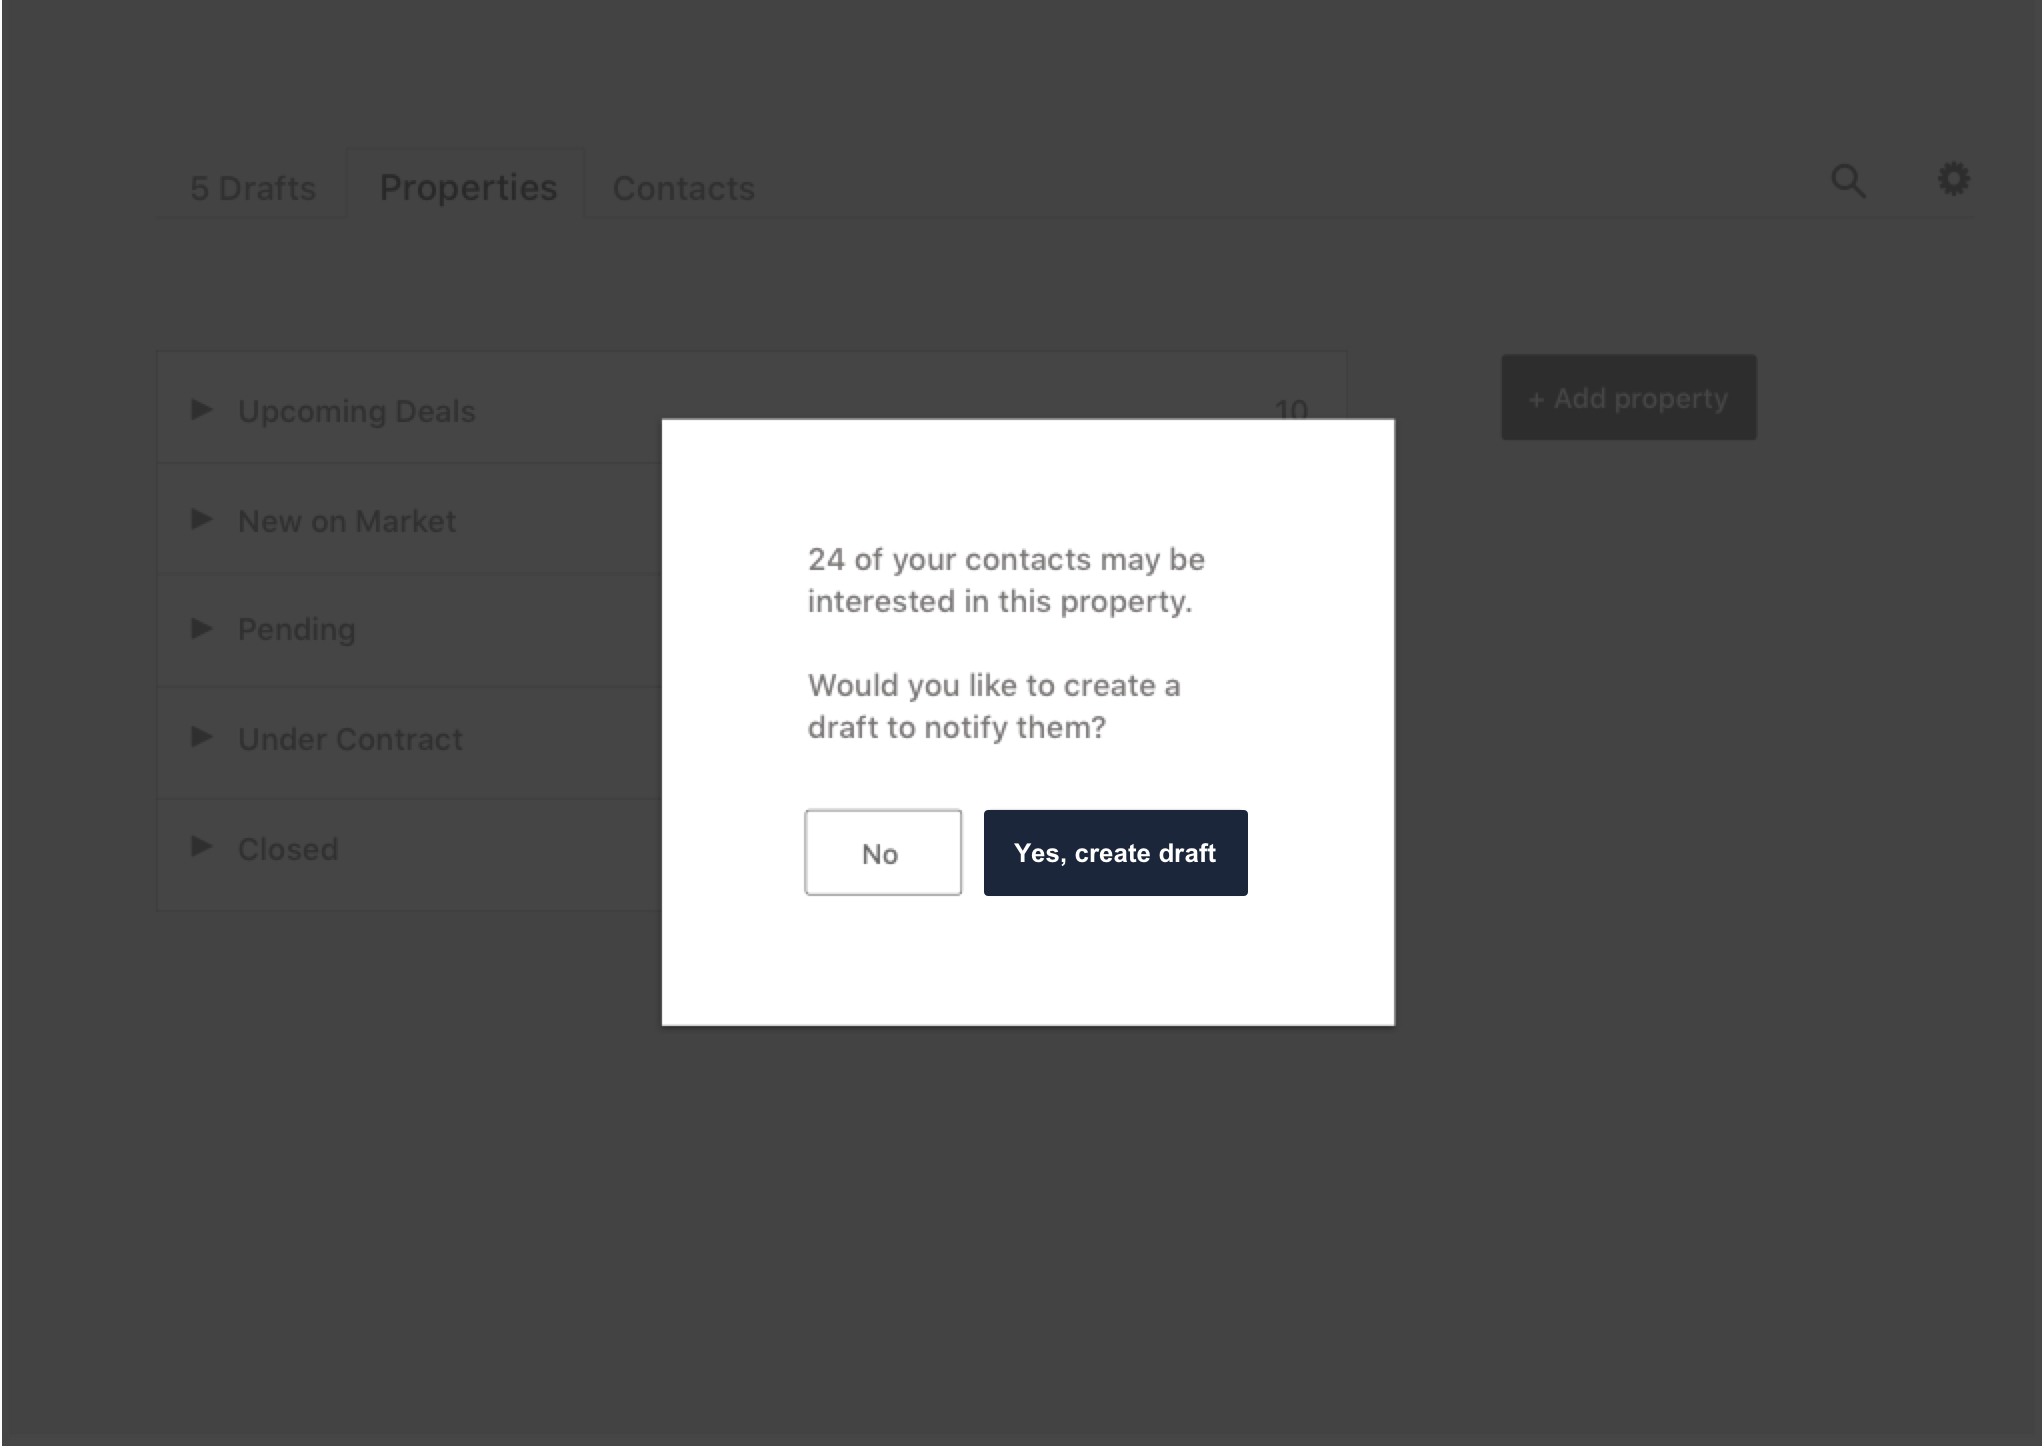 5 Drafts Properties Contacts
Upcoming Deals 10
+ Add property
New on Market
Pending
Under Contract
Closed
24 of your contacts may be
interested in this property.
Would you like to create a
draft to notify them?
No Yes, create draft